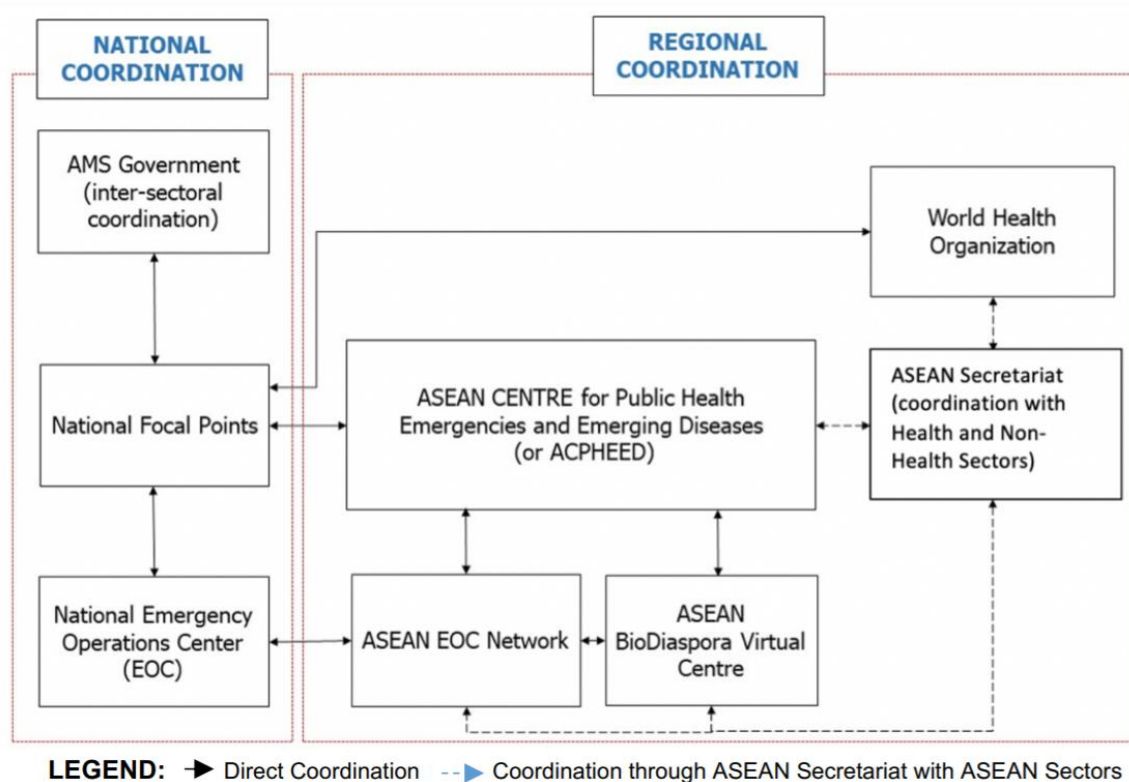 NATIONAL
COORDINATION
REGIONAL
COORDINATION
AMS Government
(inter-sectoral
coordination)
World Health
Organization
National Focal Points
ASEAN CENTRE for Public Health
Emergencies and Emerging Diseases
(or ACPHEED)
ASEAN Secretariat
(coordination with
Health and Non-
Health Sectors)
National Emergency
Operations Center
(EOC)
ASEAN EOC Network
ASEAN
BioDiaspora Virtual
Centre
LEGEND: Direct Coordination Coordination through ASEAN Secretariat with ASEAN Sectors